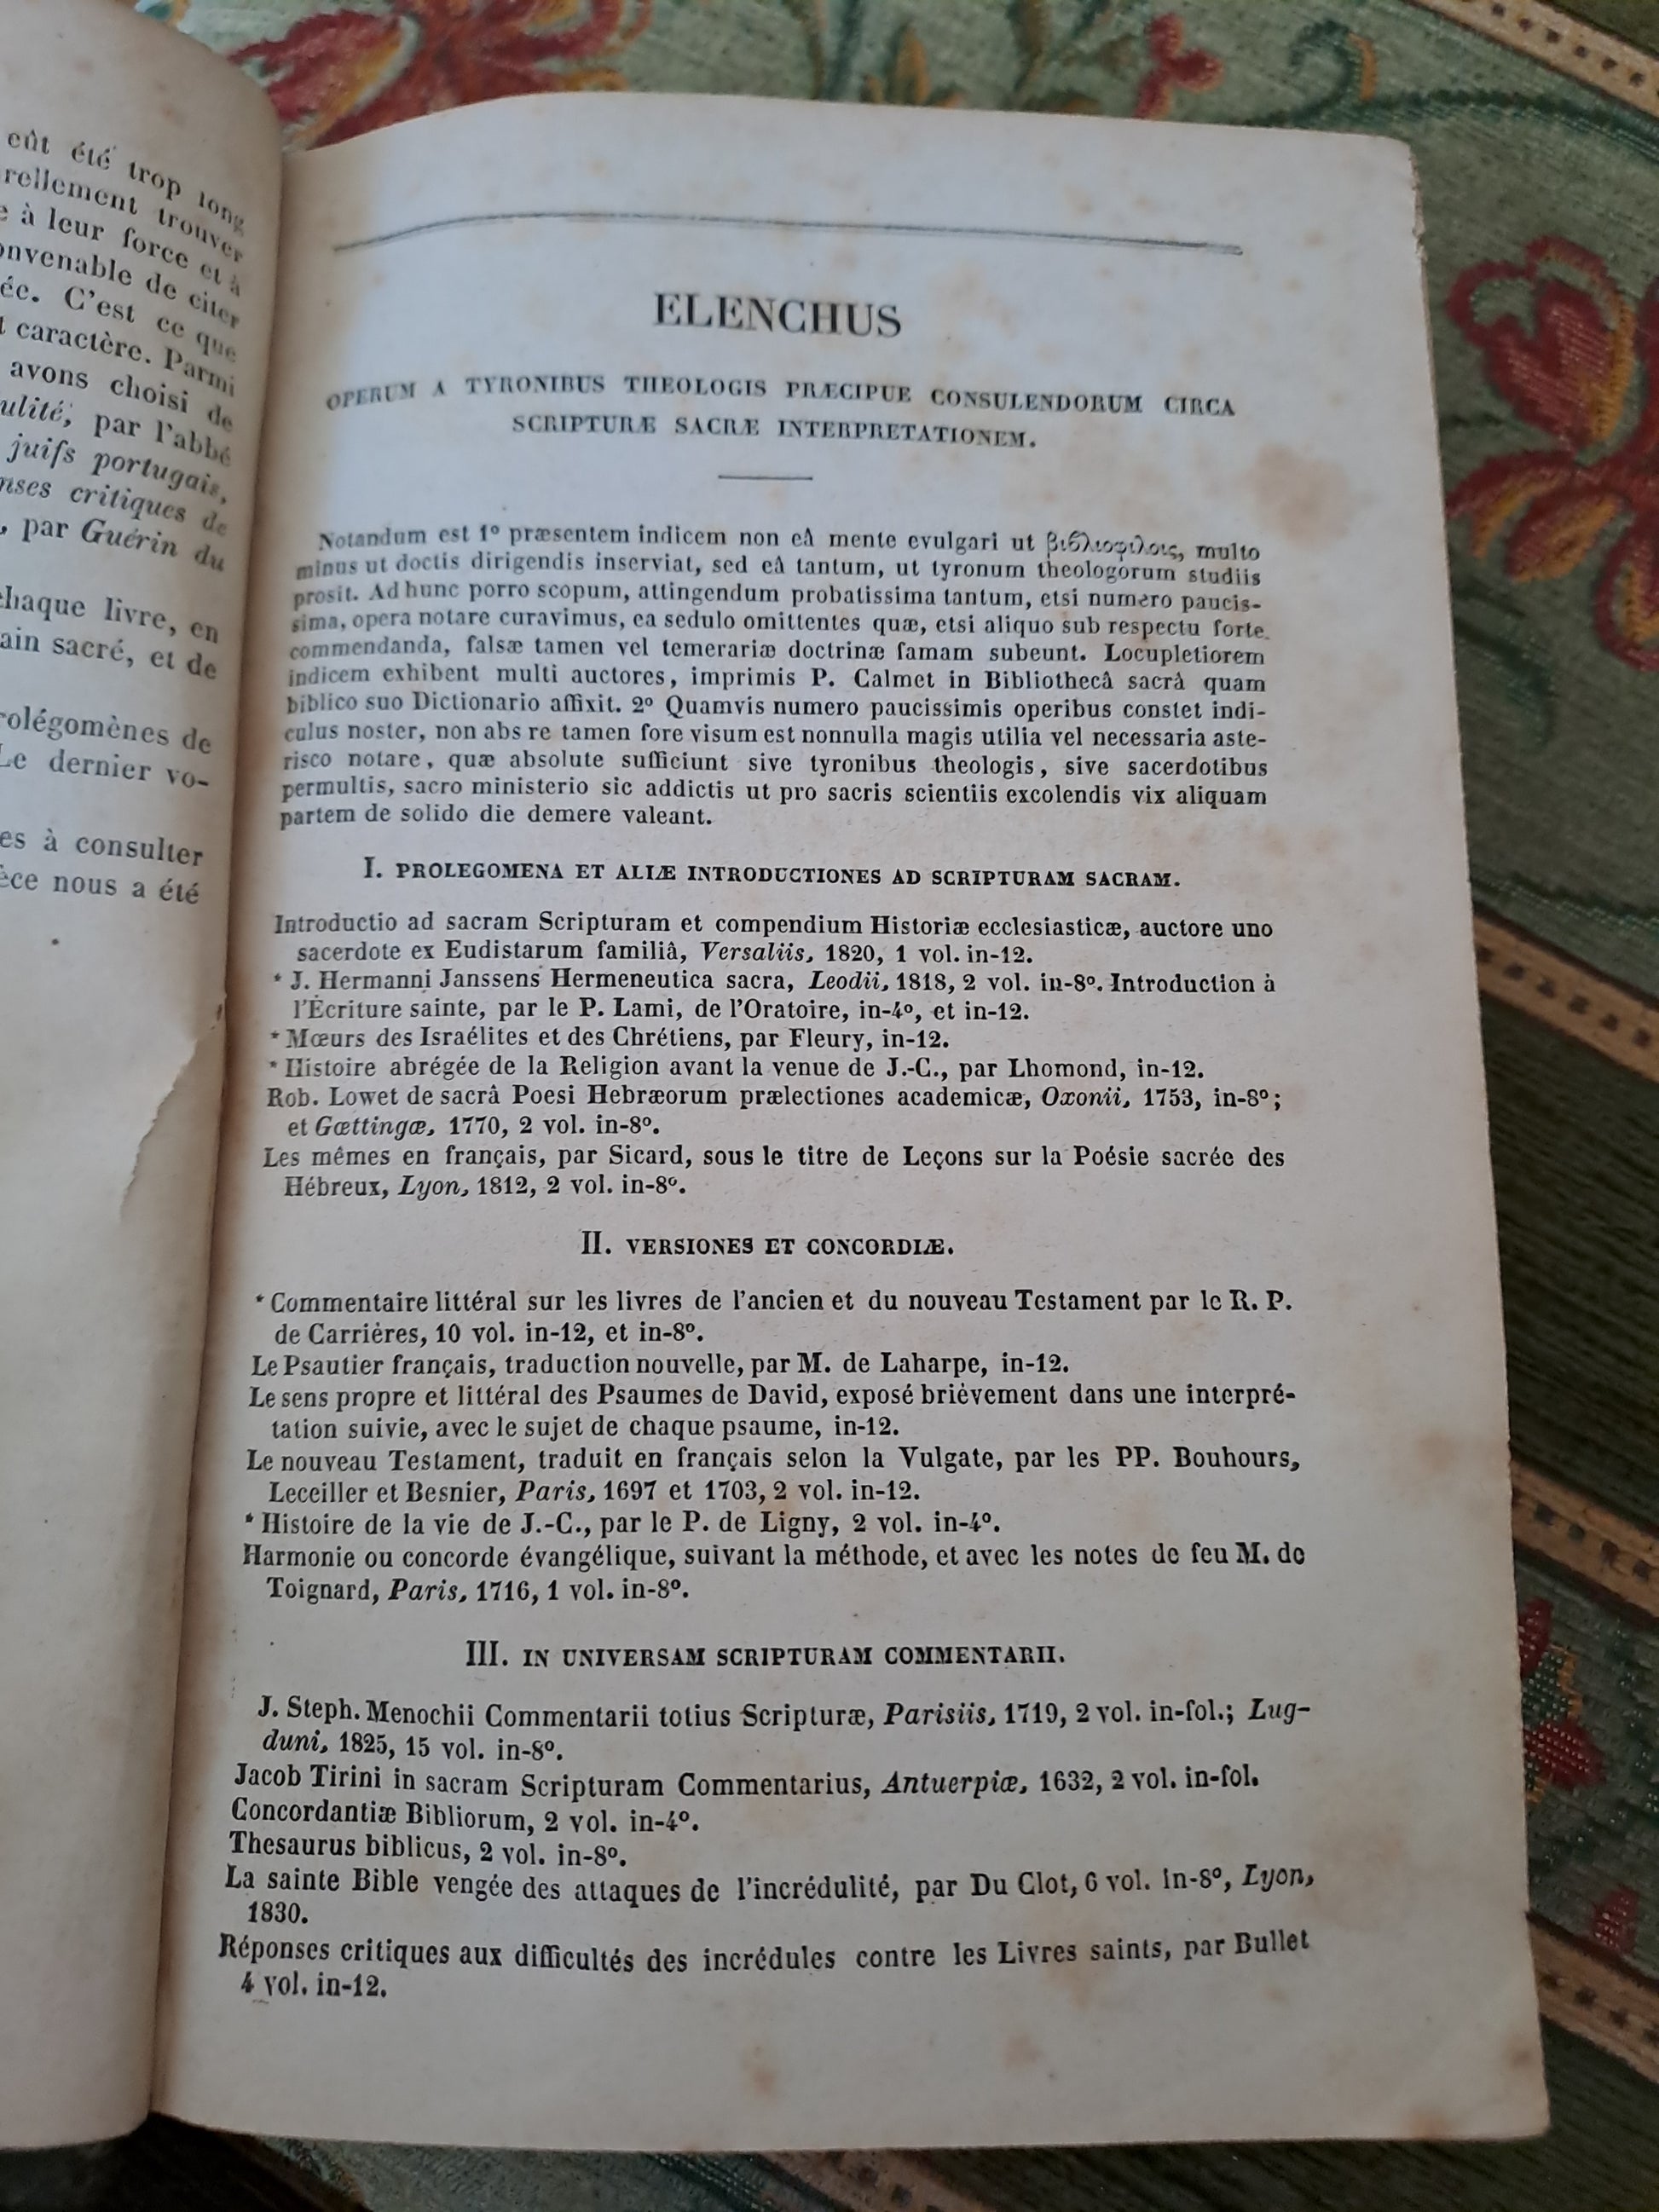 eût été trop long
rellement trouver
e à leur force et à
onvenable de citer
ée. C'est ce que
t caractère. Parmi
avons choisi de
ulité, par l'abbé
juifs portugais,
nses critiques de
, par Guérin du
chaque livre, en
ain sacré, et de
rolégomènes de
Le dernier vo-
es à consulter
èce nous a été
ELENCHUS
OPERUM A TYRONIBUS THEOLOGIS PRÆCIPUE CONSULENDORUM CIRCA
SCRIPTURÆ SACRÆ INTERPRETATIONEM.
Notandum est 1º præsentem indicem non eâ mente evulgari ut βιβλιοφιλοις, multo
minus ut doctis dirigendis inserviat, sed eâ tantum, ut tyronum theologorum studiis
prosit. Ad hunc porro scopum, attingendum probatissima tantum, etsi numero paucis-
sima, opera notare curavimus, ea sedulo omittentes quæ, etsi aliquo sub respectu forte
commendanda, falsæ tamen vel temerariæ doctrinæ famam subeunt. Locupletiorem
indicem exhibent multi auctores, imprimis P. Calmet in Bibliothecâ sacrâ quam
biblico suo Dictionario affixit. 2º Quamvis numero paucissimis operibus constet indi-
culus noster, non abs re tamen fore visum est nonnulla magis utilia vel necessaria aste-
risco notare, quæ absolute sufficiunt sive tyronibus theologis, sive sacerdotibus
permultis, sacro ministerio sic addictis ut pro sacris scientiis excolendis vix aliquam
partem de solido die demere valeant.
I. PROLEGOMENA ET ALIÆ INTRODUCTIONES AD SCRIPTURAM SACRAM.
Introductio ad sacram Scripturam et compendium Historiæ ecclesiasticæ, auctore uno
sacerdote ex Eudistarum familiâ, Versaliis, 1820, 1 vol. in-12.
* J. Hermanni Janssens Hermeneutica sacra, Leodii, 1818, 2 vol. in-8º. Introduction à
l'Écriture sainte, par le P. Lami, de l'Oratoire, in-4º, et in-12.
* Mœurs des Israélites et des Chrétiens, par Fleury, in-12.
* Histoire abrégée de la Religion avant la venue de J.-C., par Lhomond, in-12.
Rob. Lowet de sacrâ Poesi Hebræorum prælectiones academicæ, Oxonii, 1753, in-8º;
et Gœttingæ, 1770, 2 vol. in-8º.
Les mêmes en français, par Sicard, sous le titre de Leçons sur la Poésie sacrée des
Hébreux, Lyon, 1812, 2 vol. in-8º.
II. VERSIONES ET CONCORDIÆ.
* Commentaire littéral sur les livres de l'ancien et du nouveau Testament par le R. P.
de Carrières, 10 vol. in-12, et in-8º.
Le Psautier français, traduction nouvelle, par M. de Laharpe, in-12.
Le sens propre et littéral des Psaumes de David, exposé brièvement dans une interpré-
tation suivie, avec le sujet de chaque psaume, in-12.
Le nouveau Testament, traduit en français selon la Vulgate, par les PP. Bouhours,
Leceiller et Besnier, Paris, 1697 et 1703, 2 vol. in-12.
* Histoire de la vie de J.-C., par le P. de Ligny, 2 vol. in-4º.
Harmonie ou concorde évangélique, suivant la méthode, et avec les notes de feu M. de
Toignard, Paris, 1716, 1 vol. in-8º.
III. IN UNIVERSAM SCRIPTURAM COMMENTARII.
J. Steph. Menochii Commentarii totius Scripturæ, Parisiis, 1719, 2 vol. in-fol.; Lug-
duni, 1825, 15 vol. in-8º.
Jacob Tirini in sacram Scripturam Commentarius, Antuerpiæ, 1632, 2 vol. in-fol.
Concordantiæ Bibliorum, 2 vol. in-4º.
Thesaurus biblicus, 2 vol. in-8º.
La sainte Bible vengée des attaques de l'incrédulité, par Du Clot, 6 vol. in-8º, Lyon,
1830.
Réponses critiques aux difficultés des incrédules contre les Livres saints, par Bullet
4 vol. in-12.